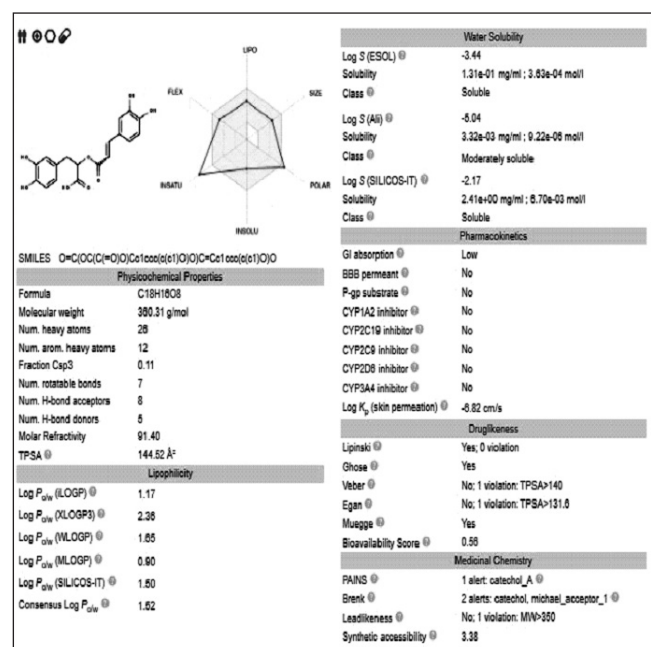 LIPO
FLEX
SIZE
INSATU
POLAR
INSOLU
SMILES O=C(OC(C(=O)O)Cc1ccc(c(c1)O)O)C=Cc1ccc(c(c1)O)O
Physicochemical Properties
Formula C18H16O8
Molecular weight 360.31 g/mol
Num. heavy atoms 26
Num. arom. heavy atoms 12
Fraction Csp3 0.11
Num. rotatable bonds 7
Num. H-bond acceptors 8
Num. H-bond donors 5
Molar Refractivity 91.40
TPSA 144.52 Å²
Lipophilicity
Log Po/w (iLOGP) 1.17
Log Po/w (XLOGP3) 2.36
Log Po/w (WLOGP) 1.65
Log Po/w (MLOGP) 0.90
Log Po/w (SILICOS-IT) 1.50
Consensus Log Po/w 1.52
Water Solubility
Log S (ESOL) -3.44
Solubility 1.31e-01 mg/ml ; 3.63e-04 mol/l
Class Soluble
Log S (Ali) -5.04
Solubility 3.32e-03 mg/ml ; 9.22e-06 mol/l
Class Moderately soluble
Log S (SILICOS-IT) -2.17
Solubility 2.41e+00 mg/ml ; 6.70e-03 mol/l
Class Soluble
Pharmacokinetics
GI absorption Low
BBB permeant No
P-gp substrate No
CYP1A2 inhibitor No
CYP2C19 inhibitor No
CYP2C9 inhibitor No
CYP2D6 inhibitor No
CYP3A4 inhibitor No
Log Kp (skin permeation) -6.82 cm/s
Druglikeness
Lipinski Yes; 0 violation
Ghose Yes
Veber No; 1 violation: TPSA>140
Egan No; 1 violation: TPSA>131.6
Muegge Yes
Bioavailability Score 0.56
Medicinal Chemistry
PAINS 1 alert: catechol_A
Brenk 2 alerts: catechol, michael_acceptor_1
Leadlikeness No; 1 violation: MW>350
Synthetic accessibility 3.38